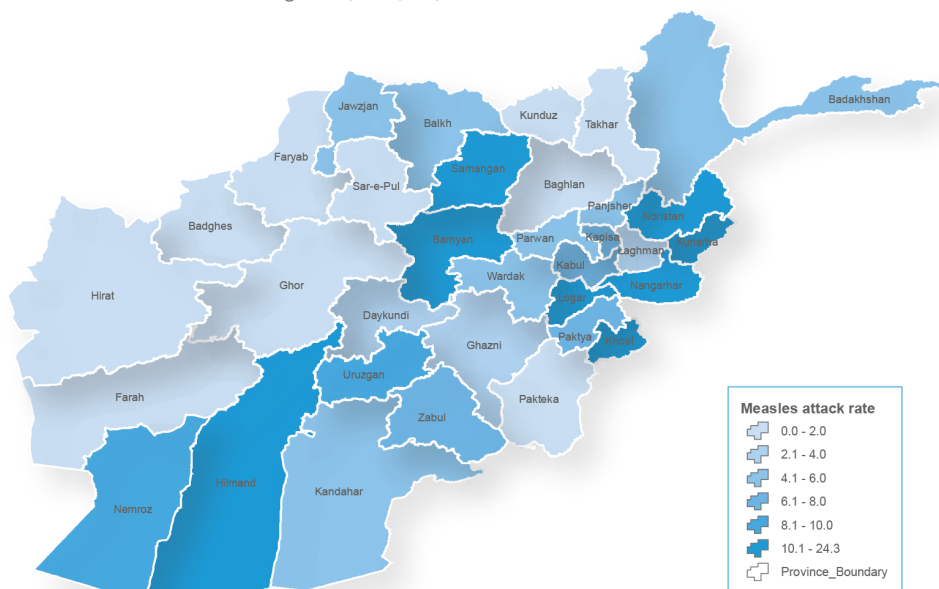 Jawzjan
Balkh
Kunduz
Takhar
Badakhshan
Faryab
Samangan
Sar-e-Pul
Baghlan
Badghes
Panjsher
Noristan
Bamyan
Parwan
Kapisa
Kunarha
Laghman
Kabul
Wardak
Nangarhar
Hirat
Ghor
Logar
Daykundi
Paktya
Khost
Ghazni
Uruzgan
Farah
Pakteka
Zabul
Hilmand
Kandahar
Nemroz
Measles attack rate
0.0 - 2.0
2.1 - 4.0
4.1 - 6.0
6.1 - 8.0
8.1 - 10.0
10.1 - 24.3
Province_Boundary